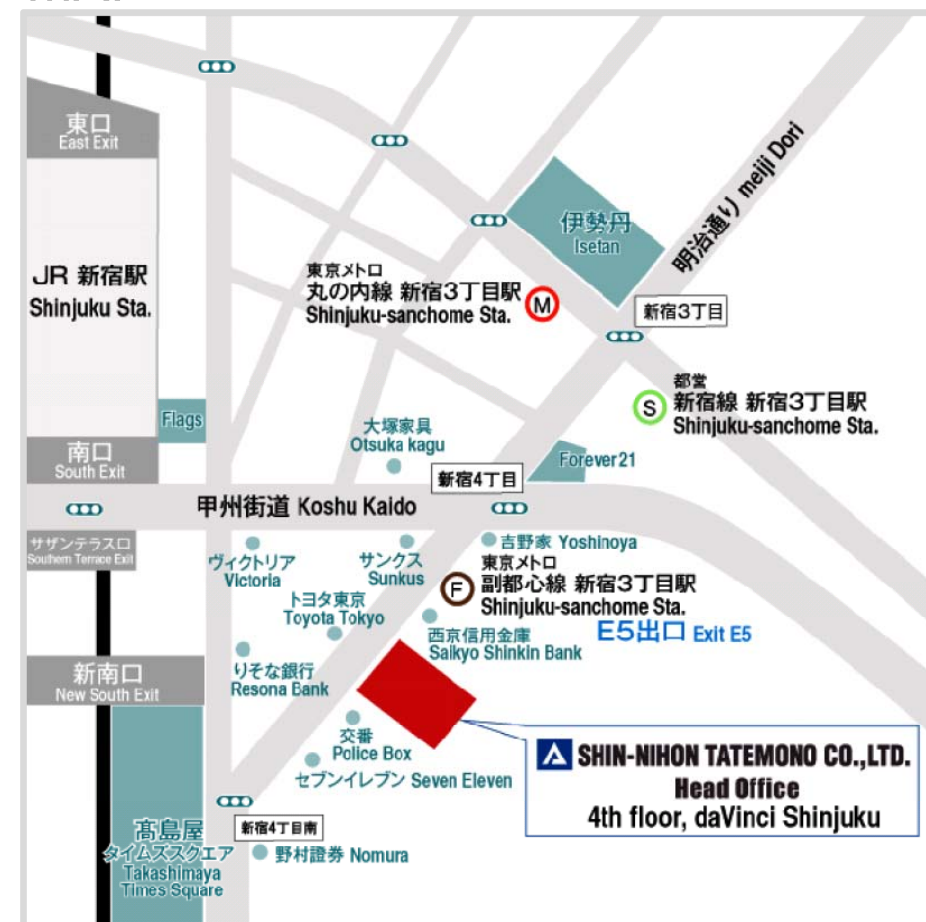 東口
East Exit
明治通り meiji Dori
伊勢丹
Isetan
JR 新宿駅
Shinjuku Sta.
東京メトロ
丸の内線 新宿3丁目駅
Shinjuku-sanchome Sta.
M
新宿3丁目
都営
S
新宿線 新宿3丁目駅
Shinjuku-sanchome Sta.
Flags
大塚家具
Otsuka kagu
南口
South Exit
新宿4丁目
Forever21
甲州街道 Koshu Kaido
サザンテラス口
Southern Terrace Exit
ヴィクトリア
Victoria
サンクス
Sunkus
吉野家 Yoshinoya
東京メトロ
F
副都心線 新宿3丁目駅
Shinjuku-sanchome Sta.
E5出口 Exit E5
トヨタ東京
Toyota Tokyo
西京信用金庫
Saikyo Shinkin Bank
りそな銀行
Resona Bank
新南口
New South Exit
交番
Police Box
セブンイレブン Seven Eleven
SHIN-NIHON TATEMONO CO.,LTD.
Head Office
4th floor, daVinci Shinjuku
新宿4丁目南
野村證券 Nomura
髙島屋
タイムズスクエア
Takashimaya
Times Square